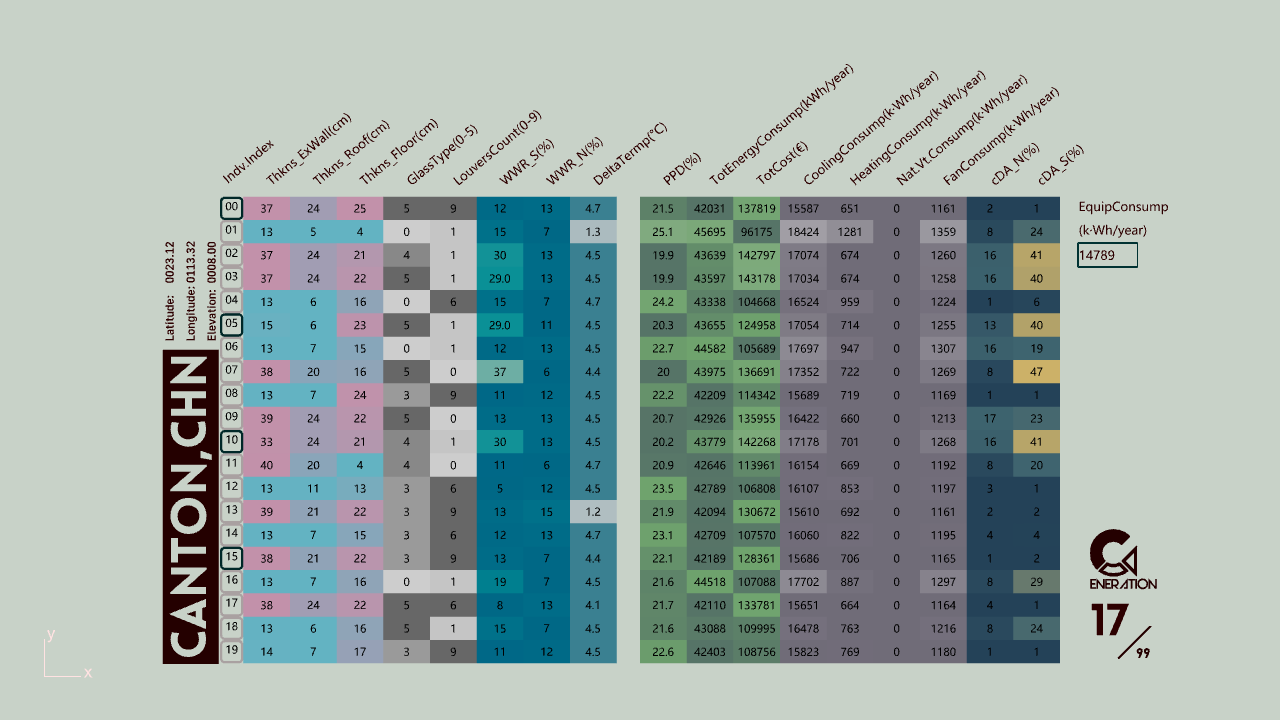 Indv.Index Thkns_ExWall(cm) Thkns_Roof(cm) Thkns_Floor(cm) GlassType(0-5) LouversCount(0-9) WWR_S(%) WWR_N(%) DeltaTermp(°C) PPD(%) TotEnergyConsump(kWh/year) TotCost(€) CoolingConsump(k·Wh/year) HeatingConsump(k·Wh/year) Nat.Vt.Consump(k·Wh/year) FanConsump(k·Wh/year) cDA_N(%) cDA_S(%)
00 37 24 25 5 9 12 13 4.7 21.5 42031 137819 15587 651 0 1161 2 1
01 13 5 4 0 1 15 7 1.3 25.1 45695 96175 18424 1281 0 1359 8 24
02 37 24 21 4 1 30 13 4.5 19.9 43639 142797 17074 674 0 1260 16 41
03 37 24 22 5 1 29.0 13 4.5 19.9 43597 143178 17034 674 0 1258 16 40
04 13 6 16 0 6 15 7 4.7 24.2 43338 104668 16524 959 0 1224 1 6
05 15 6 23 5 1 29.0 11 4.5 20.3 43655 124958 17054 714 0 1255 13 40
06 13 7 15 0 1 12 13 4.5 22.7 44582 105689 17697 947 0 1307 16 19
07 38 20 16 5 0 37 6 4.4 20 43975 136691 17352 722 0 1269 8 47
08 13 7 24 3 9 11 12 4.5 22.2 42209 114342 15689 719 0 1169 1 1
09 39 24 22 5 0 13 13 4.5 20.7 42926 135955 16422 660 0 1213 17 23
10 33 24 21 4 1 30 13 4.5 20.2 43779 142268 17178 701 0 1268 16 41
11 40 20 4 4 0 11 6 4.7 20.9 42646 113961 16154 669 0 1192 8 20
12 13 11 13 3 6 5 12 4.5 23.5 42789 106808 16107 853 0 1197 3 1
13 39 21 22 3 9 13 15 1.2 21.9 42094 130672 15610 692 0 1161 2 2
14 13 7 15 3 6 12 13 4.7 23.1 42709 107570 16060 822 0 1195 4 4
15 38 21 22 3 9 13 7 4.4 22.1 42189 128361 15686 706 0 1165 1 2
16 13 7 16 0 1 19 7 4.5 21.6 44518 107088 17702 887 0 1297 8 29
17 38 24 22 5 6 8 13 4.1 21.7 42110 133781 15651 664 0 1164 4 1
18 13 6 16 5 1 15 7 4.5 21.6 43088 109995 16478 763 0 1216 8 24
19 14 7 17 3 9 11 12 4.5 22.6 42403 108756 15823 769 0 1180 1 1
Latitude: 0023.12
Longitude: 0113.32
Elevation: 0008.00
CANTON,CHN
EquipConsump
(k·Wh/year)
14789
ENERATION
17/99
y
x